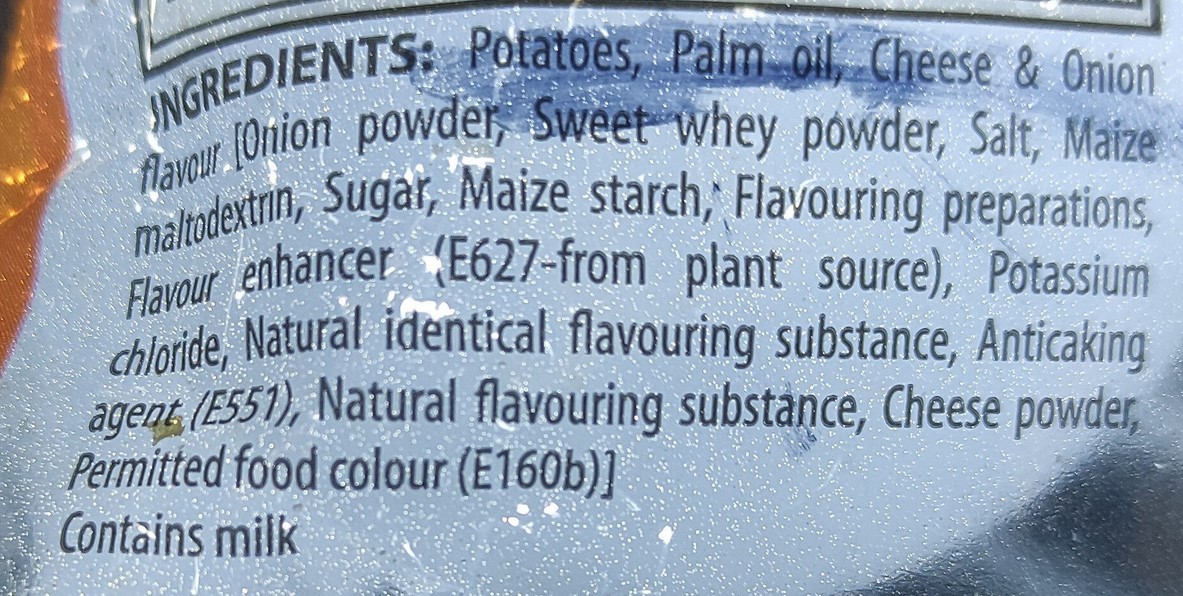 INGREDIENTS: Potatoes, Palm oil, Cheese & Onion
flavour [Onion powder, Sweet whey powder, Salt, Maize
maltodextrin, Sugar, Maize starch, Flavouring preparations,
Flavour enhancer (E627-from plant source), Potassium
chloride, Natural identical flavouring substance, Anticaking
agent (E551), Natural flavouring substance, Cheese powder,
Permitted food colour (E160b)]
Contains milk